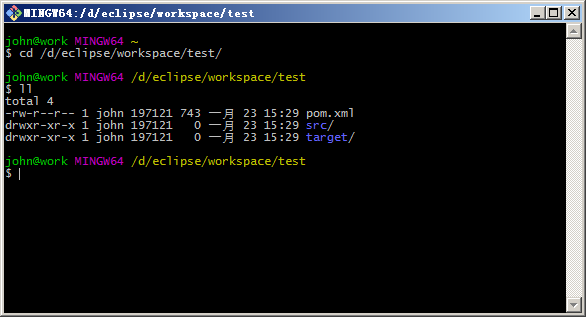 MINGW64:/d/eclipse/workspace/test
john@work MINGW64 ~
$ cd /d/eclipse/workspace/test/
john@work MINGW64 /d/eclipse/workspace/test
$ ll
total 4
-rw-r--r-- 1 john 197121 743 一月 23 15:29 pom.xml
drwxr-xr-x 1 john 197121   0 一月 23 15:29 src/
drwxr-xr-x 1 john 197121   0 一月 23 15:29 target/
john@work MINGW64 /d/eclipse/workspace/test
$